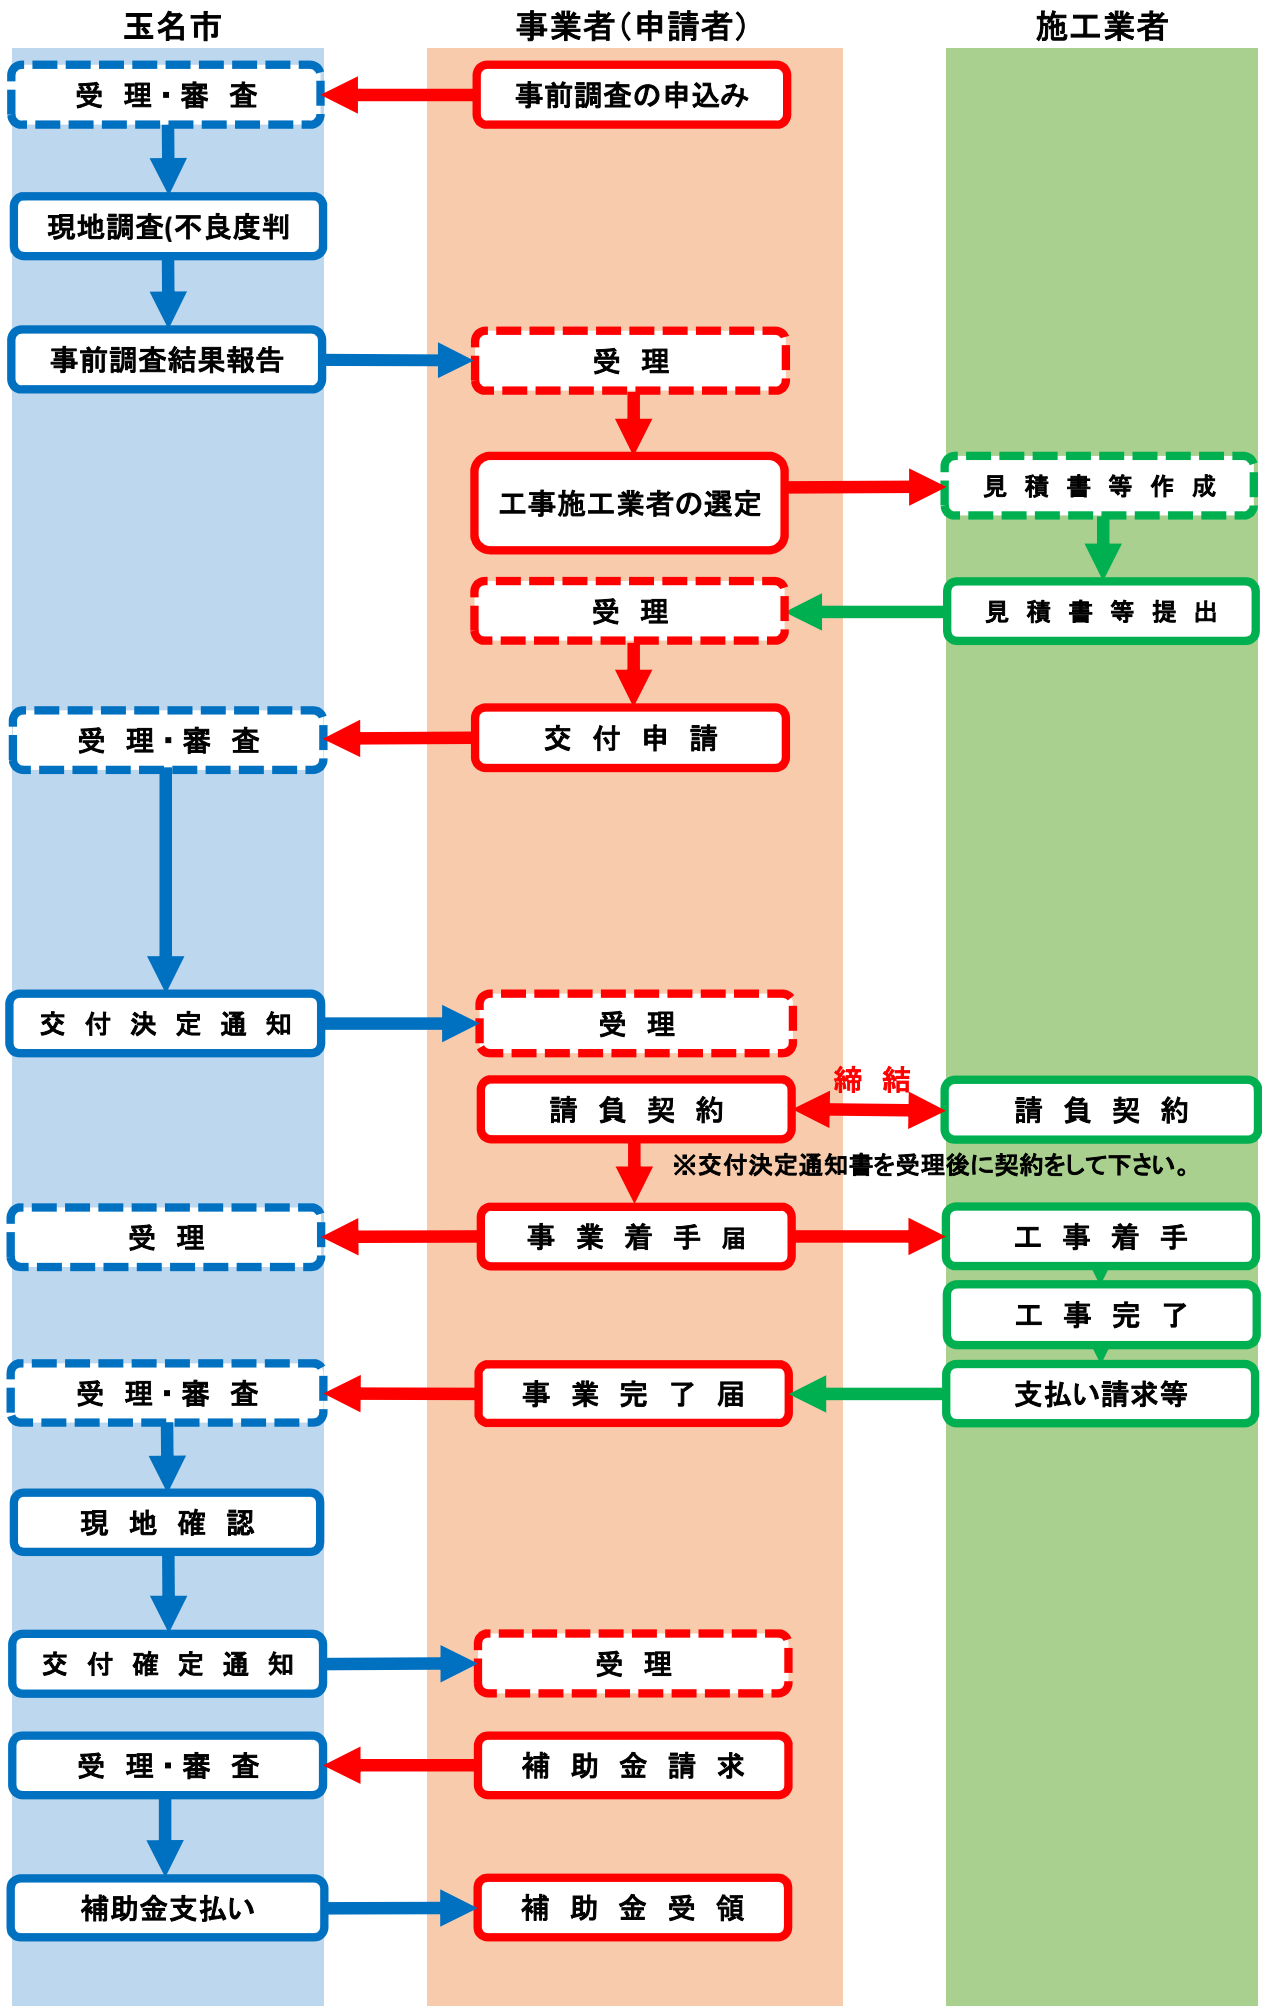 玉名市
事業者（申請者）
施工業者
受理・審査
事前調査の申込み
現地調査(不良度判
事前調査結果報告
受理
工事施工業者の選定
見積書等作成
受理
見積書等提出
受理・審査
交付申請
交付決定通知
受理
締結
請負契約
請負契約
※交付決定通知書を受理後に契約をして下さい。
受理
事業着手届
工事着手
工事完了
受理・審査
事業完了届
支払い請求等
現地確認
交付確定通知
受理
受理・審査
補助金請求
補助金支払い
補助金受領